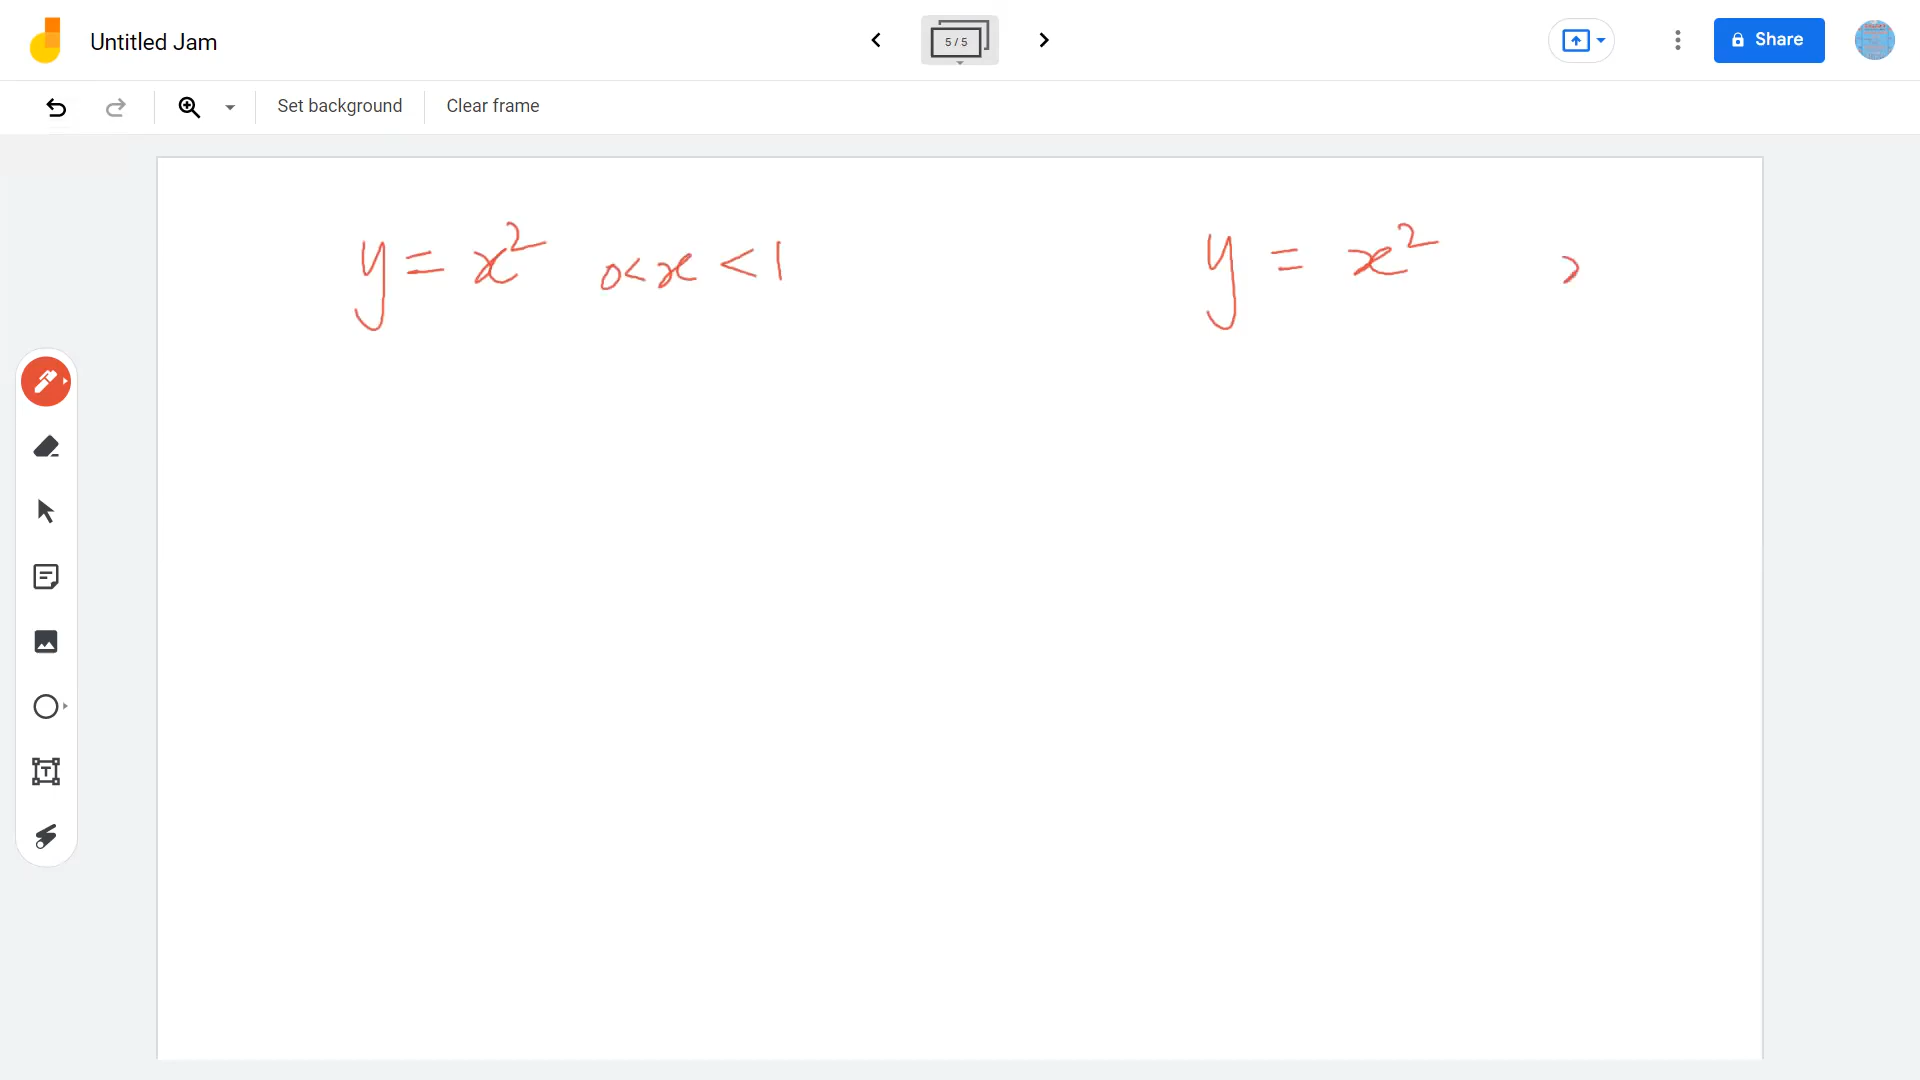 Untitled Jam
5 / 5
Share
Set background
Clear frame
y = x² 0<x<1
y = x²